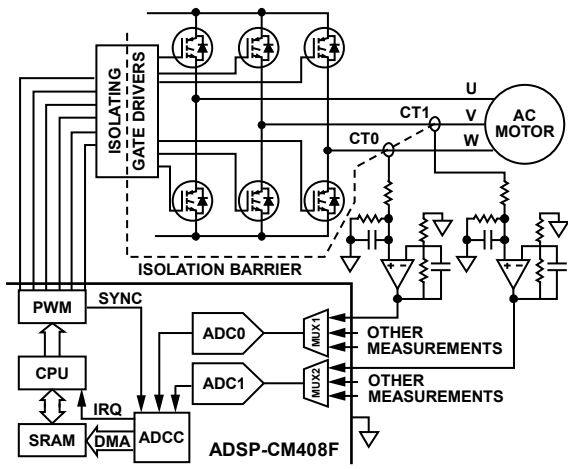 ISOLATING
GATE DRIVERS
U
CT1
V
CT0
W
AC
MOTOR
ISOLATION BARRIER
+ −
+ −
PWM
SYNC
ADC0
MUX1
OTHER
MEASUREMENTS
CPU
ADC1
MUX2
OTHER
MEASUREMENTS
IRQ
SRAM
DMA
ADCC
ADSP-CM408F